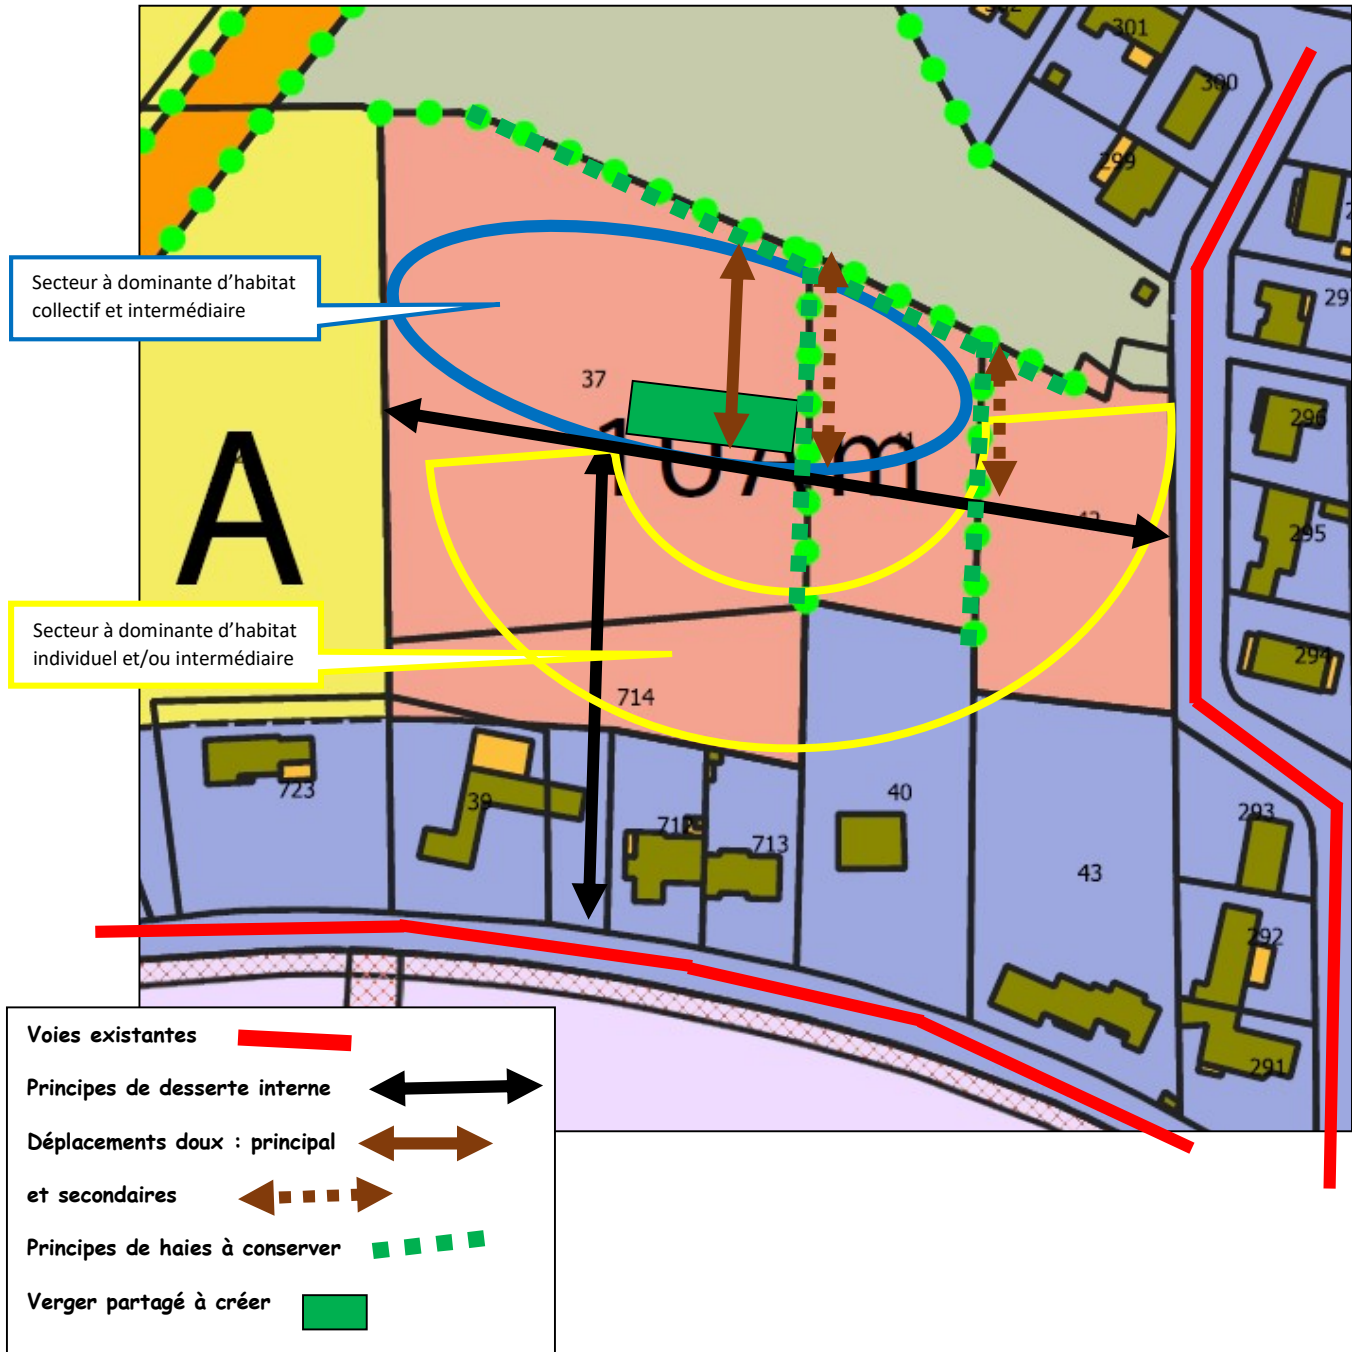 301
300
299
Secteur à dominante d’habitat
collectif et intermédiaire
37
296
A
295
Secteur à dominante d’habitat
individuel et/ou intermédiaire
294
714
723
39
40
713
293
43
292
291
Voies existantes
Principes de desserte interne
Déplacements doux : principal
et secondaires
Principes de haies à conserver
Verger partagé à créer